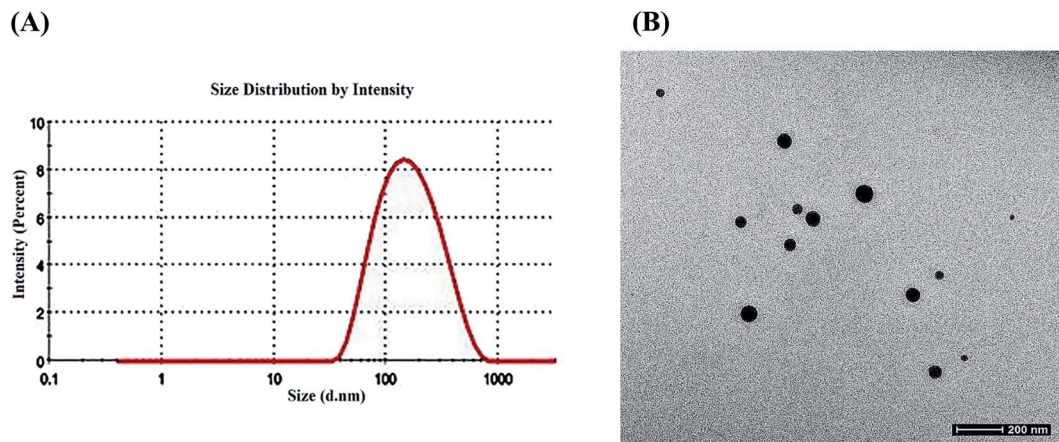 (A)
(B)
Size Distribution by Intensity
10
8
6
4
2
0
Intensity (Percent)
0.1 1 10 100 1000
Size (d.nm)
200 nm